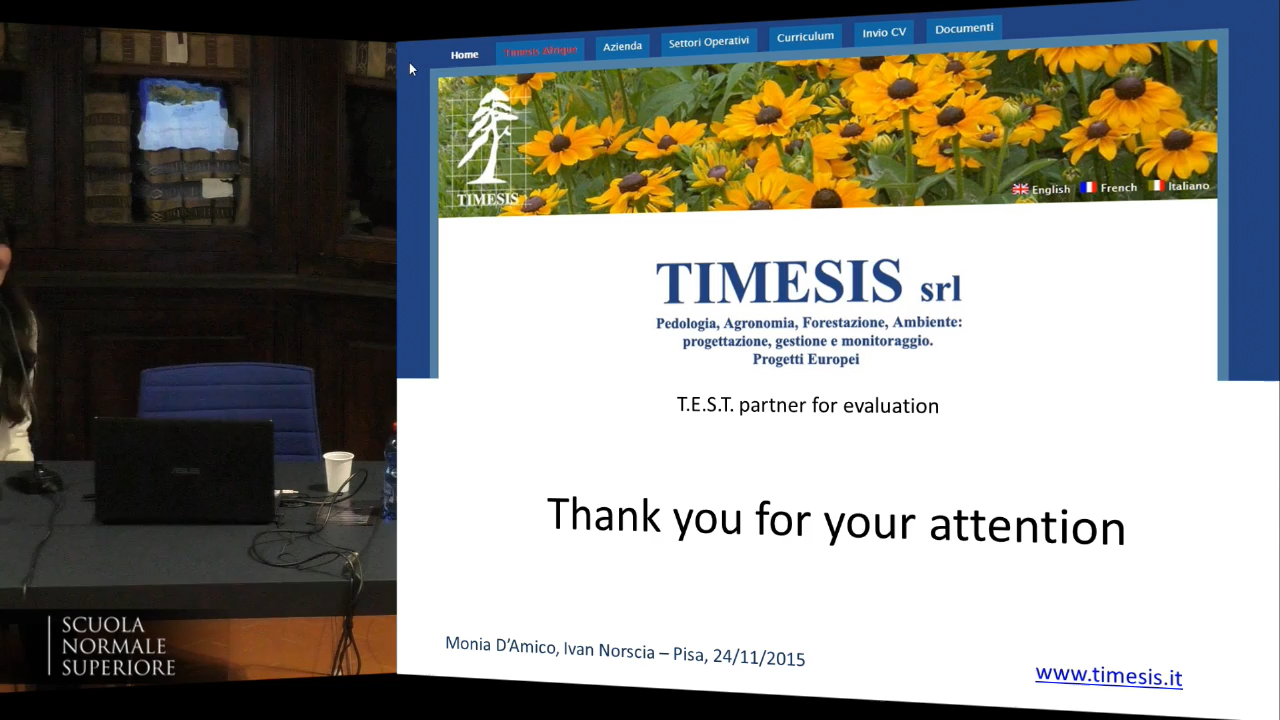 Home
Timesis Afrique
Azienda
Settori Operativi
Curriculum
Invio CV
Documenti
TIMESIS
English
French
Italiano
TIMESIS srl
Pedologia, Agronomia, Forestazione, Ambiente:
progettazione, gestione e monitoraggio.
Progetti Europei
T.E.S.T. partner for evaluation
Thank you for your attention
Monia D'Amico, Ivan Norscia – Pisa, 24/11/2015
www.timesis.it
ASUS
SCUOLA
NORMALE
SUPERIORE